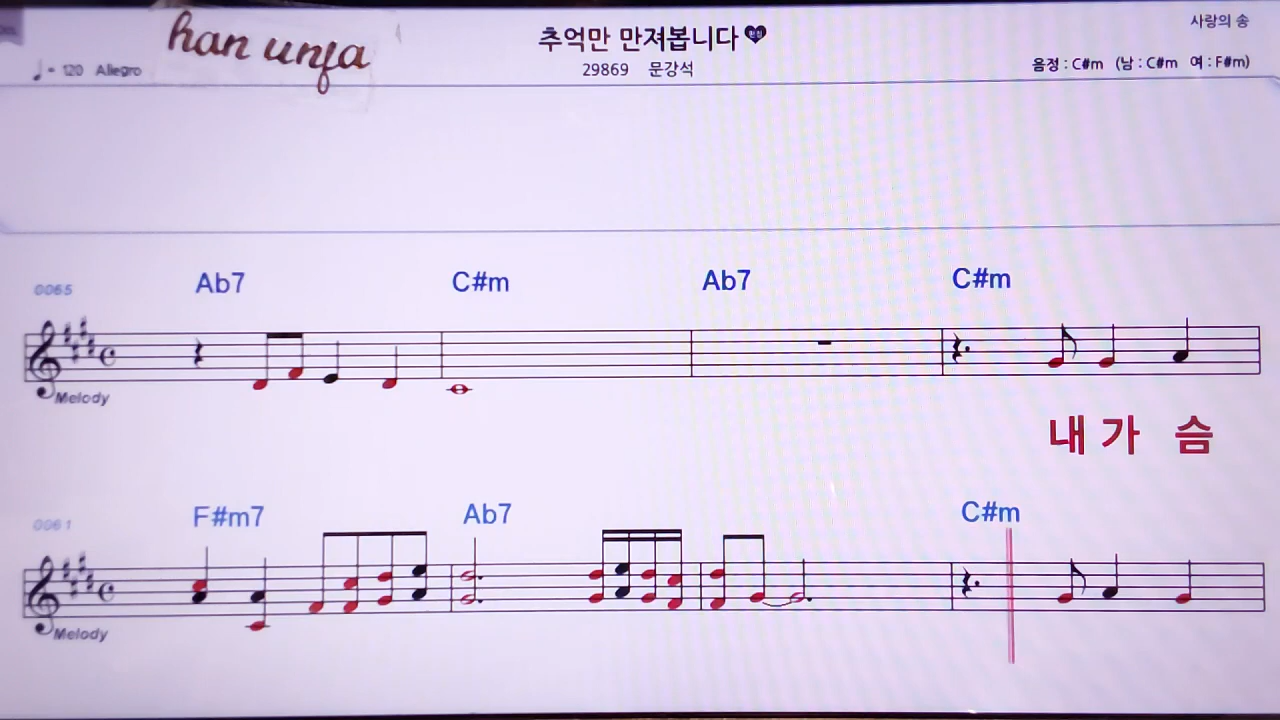 han unfa
추억만 만져봅니다
사랑의 송
♩= 120 Allegro
29869 문강석
음정 : C#m (남 : C#m 여 : F#m)
0065 Ab7 C#m Ab7 C#m
Melody
내 가 슴
0061 F#m7 Ab7 C#m
Melody